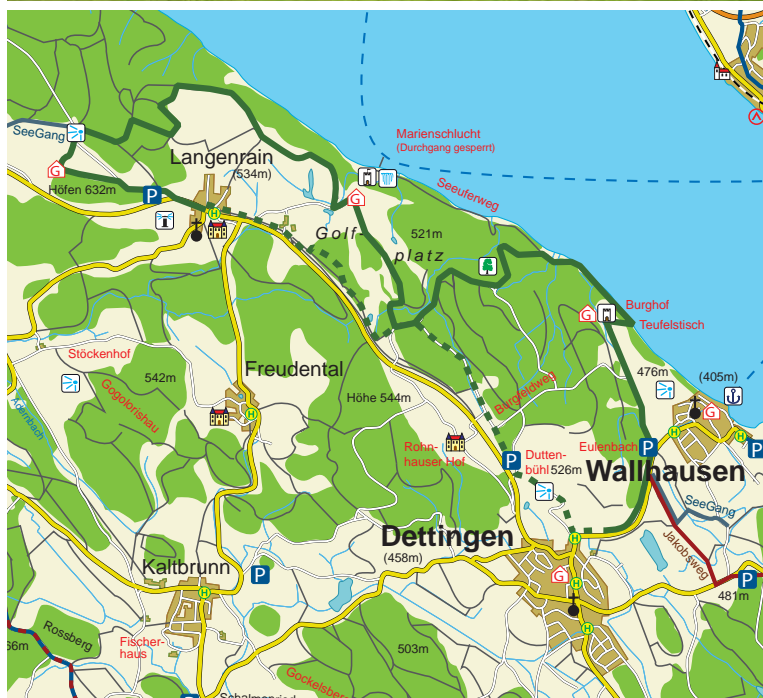 Marienschlucht
(Durchgang gesperrt)
SeeGang
Langenrain
(534m)
Höfen 632m
Seeuferweg
Golf-
platz
521m
Burghof
Teufelstisch
Stöckenhof
542m
Gogolorishau
Freudental
Höhe 544m
476m
(405m)
Bergfeldweg
Rohn-
hauser Hof
Dutten-
bühl
526m
Eulenbach
Wallhausen
SeeGang
Jakobsweg
Dettingen
(458m)
Kaltbrunn
481m
Rossberg
66m
Fischer-
haus
503m
G
G
G
G
G
G
P
P
P
P
P
P
H
H
H
H
H
H
H
H